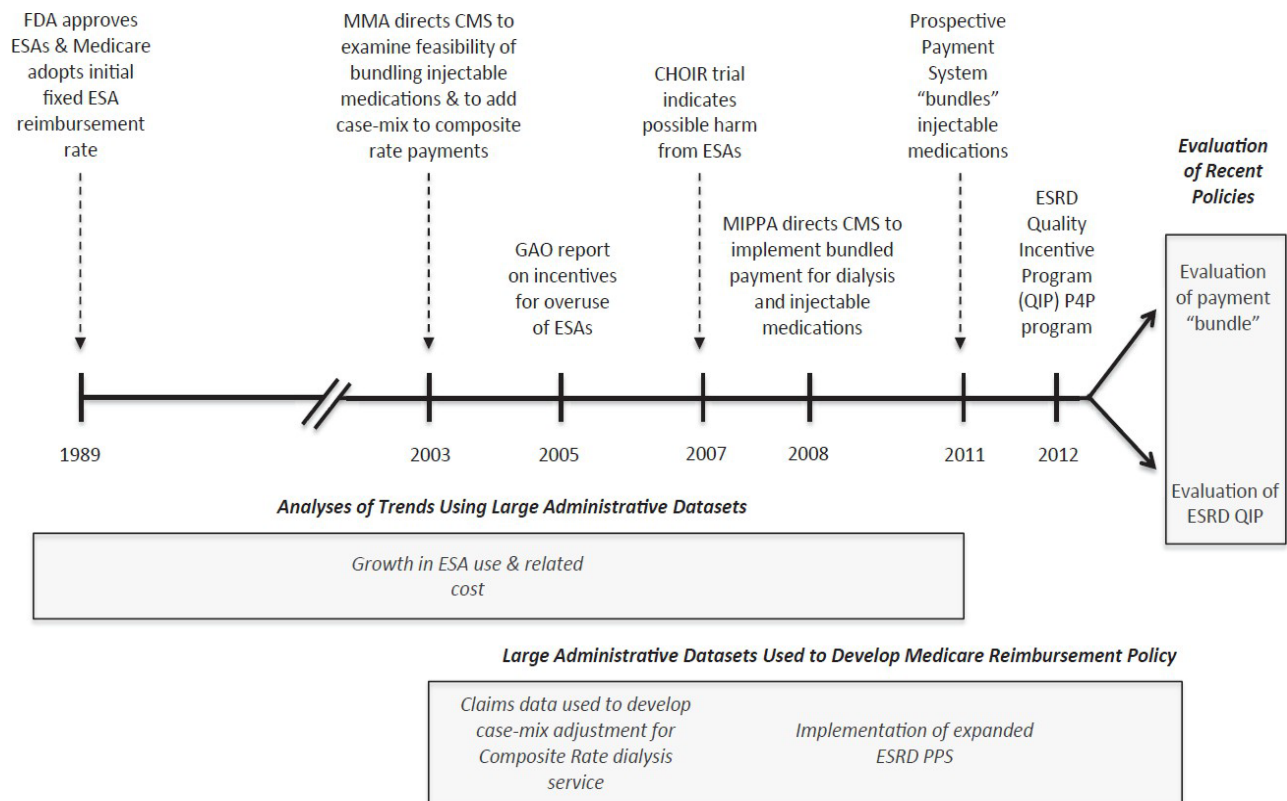 FDA approves
ESAs & Medicare
adopts initial
fixed ESA
reimbursement
rate
MMA directs CMS to
examine feasibility of
bundling injectable
medications & to add
case-mix to composite
rate payments
GAO report
on incentives
for overuse
of ESAs
CHOIR trial
indicates
possible harm
from ESAs
MIPPA directs CMS to
implement bundled
payment for dialysis
and injectable
medications
Prospective
Payment
System
“bundles”
injectable
medications
ESRD
Quality
Incentive
Program
(QIP) P4P
program
Evaluation
of Recent
Policies
Evaluation
of payment
“bundle”
Evaluation of
ESRD QIP
1989
2003
2005
2007
2008
2011
2012
Analyses of Trends Using Large Administrative Datasets
Growth in ESA use & related
cost
Large Administrative Datasets Used to Develop Medicare Reimbursement Policy
Claims data used to develop
case-mix adjustment for
Composite Rate dialysis
service
Implementation of expanded
ESRD PPS